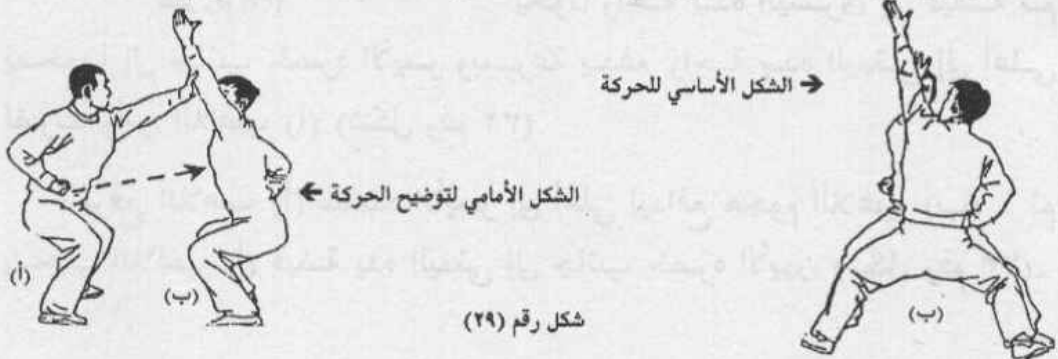 الشكل الأساسي للحركة →
الشكل الأمامي لتوضيح الحركة ←
(أ)
(ب)
(ب)
شكل رقم (٢٩)